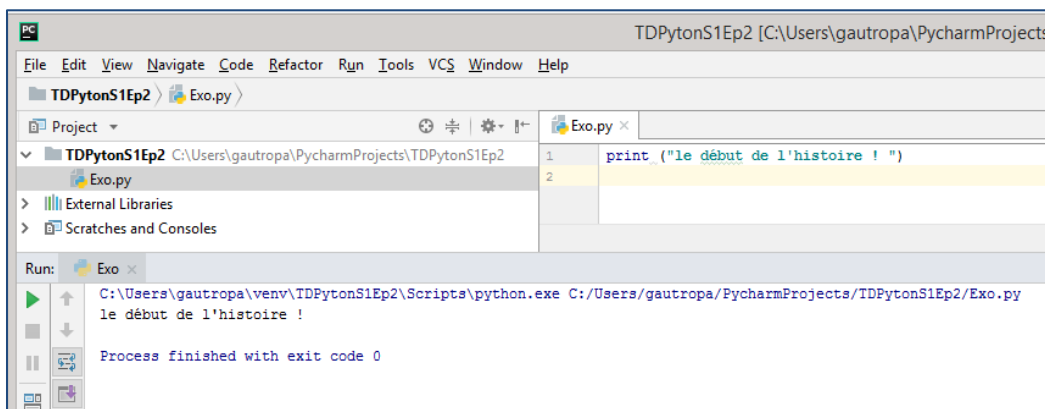 PC
TDPytonS1Ep2 [C:\Users\gautropa\PycharmProjects
File Edit View Navigate Code Refactor Run Tools VCS Window Help
TDPytonS1Ep2 Exo.py
Project
Exo.py
TDPytonS1Ep2 C:\Users\gautropa\PycharmProjects\TDPytonS1Ep2
1 print ("le début de l'histoire ! ")
Exo.py
2
External Libraries
Scratches and Consoles
Run: Exo
C:\Users\gautropa\venv\TDPytonS1Ep2\Scripts\python.exe C:/Users/gautropa/PycharmProjects/TDPytonS1Ep2/Exo.py
le début de l'histoire !
Process finished with exit code 0